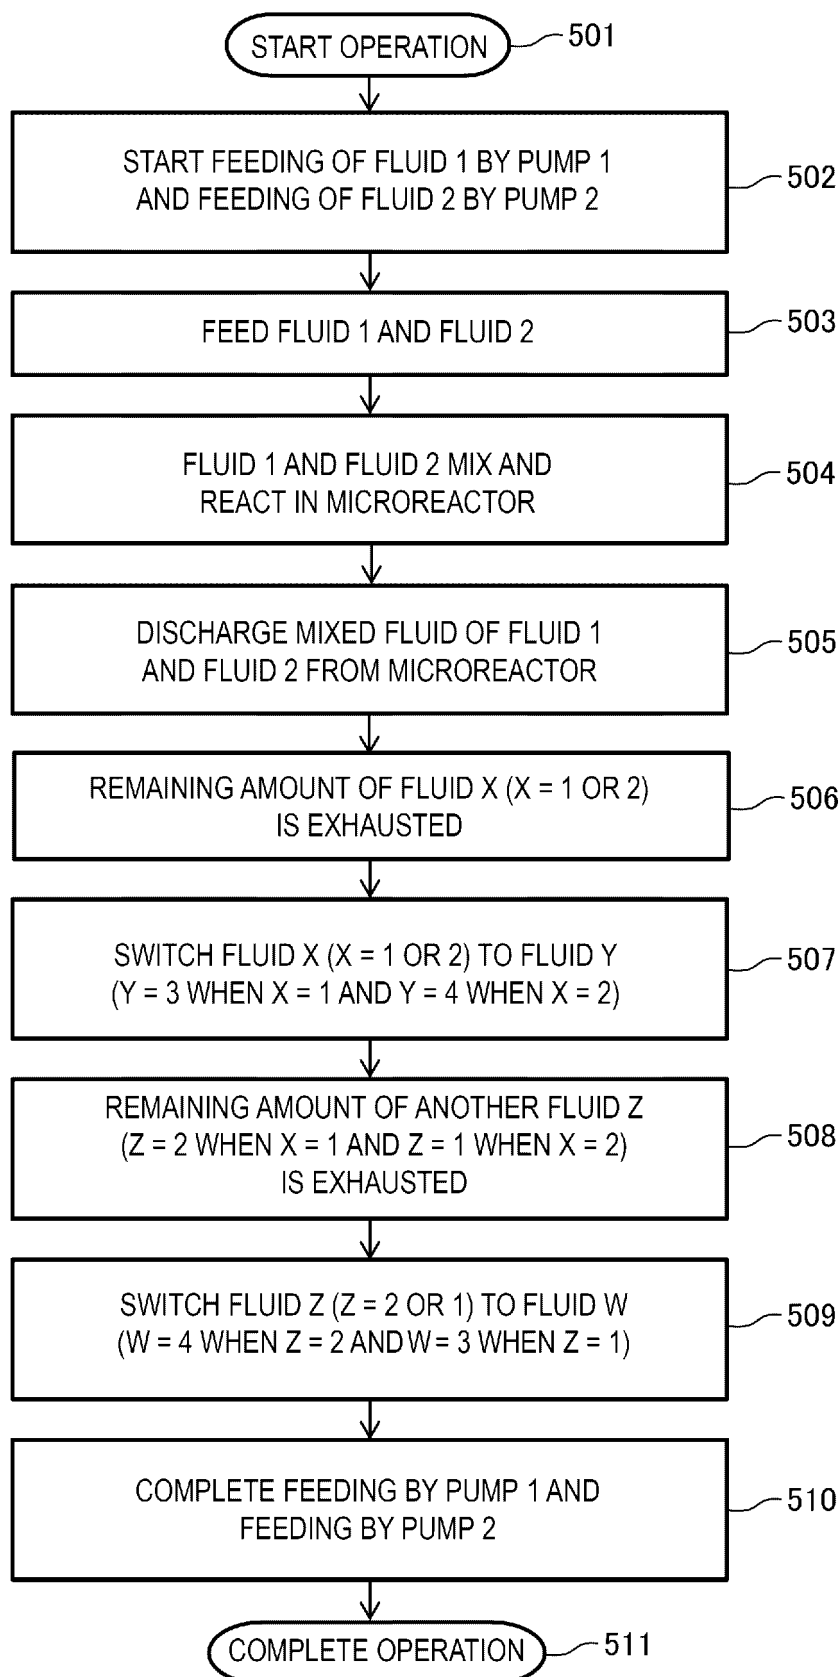 START OPERATION
501
START FEEDING OF FLUID 1 BY PUMP 1
AND FEEDING OF FLUID 2 BY PUMP 2
502
FEED FLUID 1 AND FLUID 2
503
FLUID 1 AND FLUID 2 MIX AND
REACT IN MICROREACTOR
504
DISCHARGE MIXED FLUID OF FLUID 1
AND FLUID 2 FROM MICROREACTOR
505
REMAINING AMOUNT OF FLUID X (X = 1 OR 2)
IS EXHAUSTED
506
SWITCH FLUID X (X = 1 OR 2) TO FLUID Y
(Y = 3 WHEN X = 1 AND Y = 4 WHEN X = 2)
507
REMAINING AMOUNT OF ANOTHER FLUID Z
(Z = 2 WHEN X = 1 AND Z = 1 WHEN X = 2)
IS EXHAUSTED
508
SWITCH FLUID Z (Z = 2 OR 1) TO FLUID W
(W = 4 WHEN Z = 2 AND W = 3 WHEN Z = 1)
509
COMPLETE FEEDING BY PUMP 1 AND
FEEDING BY PUMP 2
510
COMPLETE OPERATION
511